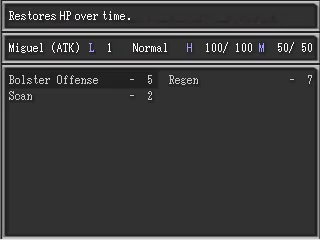 Restores HP over time.
Miguel (ATK) L 1 Normal H 100/ 100 M 50/ 50
Bolster Offense - 5 Regen - 7
Scan - 2